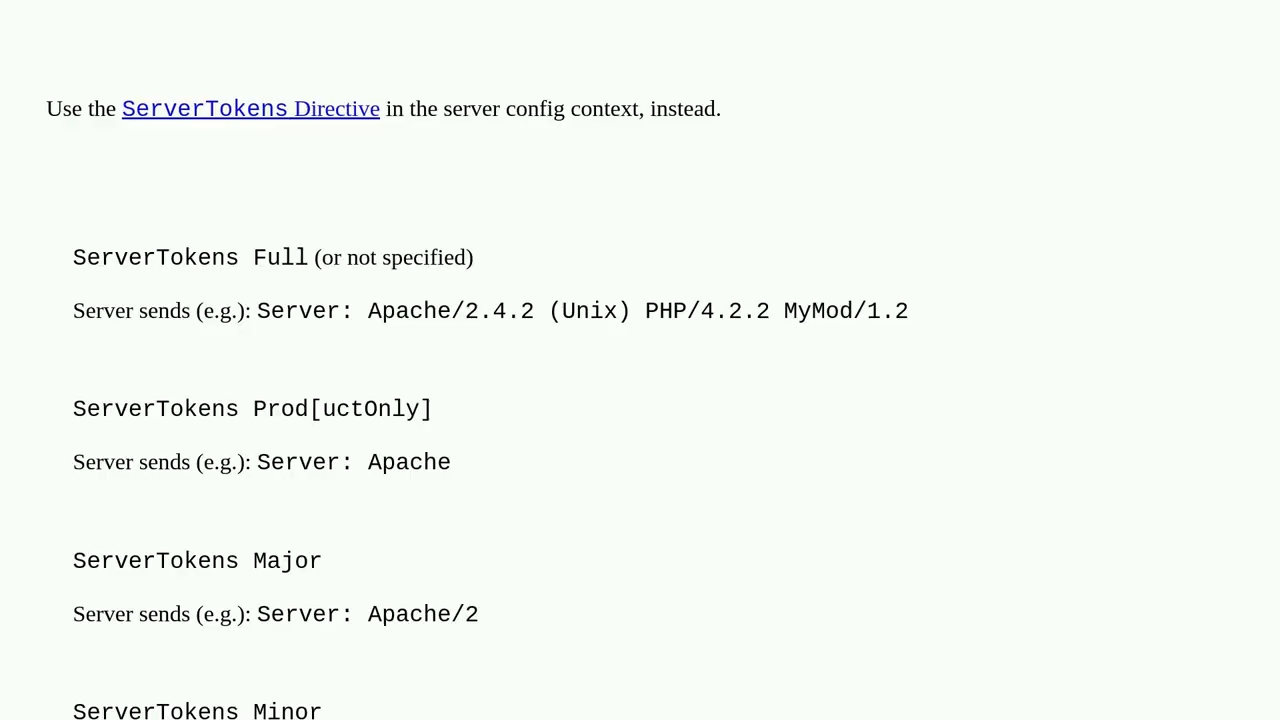 Use the ServerTokens Directive in the server config context, instead.
ServerTokens Full (or not specified)
Server sends (e.g.): Server: Apache/2.4.2 (Unix) PHP/4.2.2 MyMod/1.2
ServerTokens Prod[uctOnly]
Server sends (e.g.): Server: Apache
ServerTokens Major
Server sends (e.g.): Server: Apache/2
ServerTokens Minor